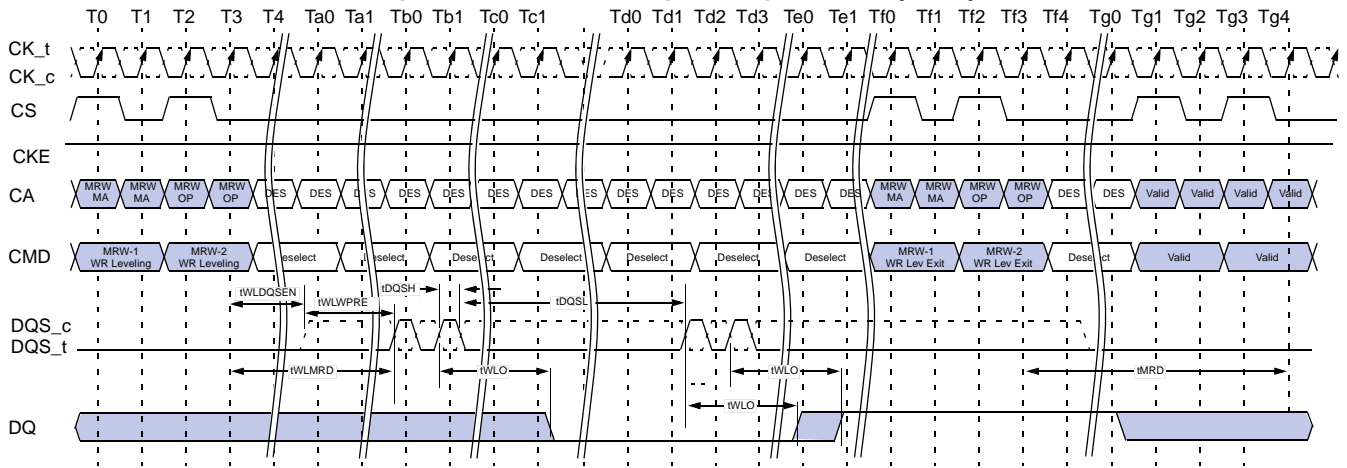 T0 T1 T2 T3 T4 Ta0 Ta1 Tb0 Tb1 Tc0 Tc1 Td0 Td1 Td2 Td3 Te0 Te1 Tf0 Tf1 Tf2 Tf3 Tf4 Tg0 Tg1 Tg2 Tg3 Tg4
CK_t
CK_c
CS
CKE
CA
MRW MRW MRW MRW DES DES DES DES DES DES DES DES DES DES DES DES DES DES MRW MRW MRW MRW DES DES Valid Valid Valid Valid
MA MA OP OP MA MA OP OP
CMD
MRW-1 MRW-2 Deselect Deselect Deselect Deselect Deselect Deselect Deselect MRW-1 MRW-2 Deselect Valid Valid
WR Leveling WR Leveling WR Lev Exit WR Lev Exit
tWLDQSEN tWLWPRE tDQSH tDQSL
DQS_c
DQS_t
tWLMRD tWLO tWLO tMRD
tWLO
DQ